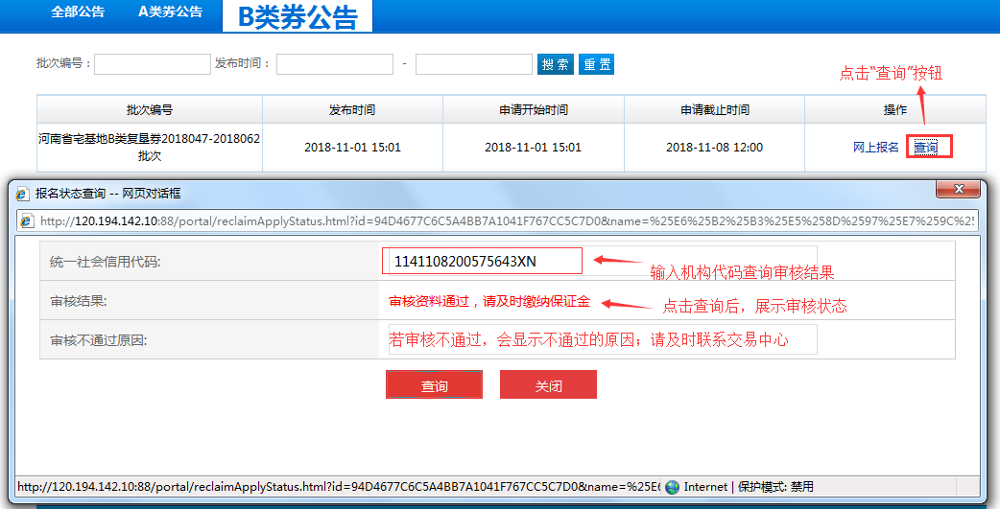 全部公告 A类券公告 B类券公告
批次编号： 发布时间： - 搜 索 重 置
点击“查询”按钮
批次编号 发布时间 申请开始时间 申请截止时间 操作
河南省宅基地B类复垦券2018047-2018062
批次
2018-11-01 15:01 2018-11-01 15:01 2018-11-08 12:00 网上报名 查询
报名状态查询 -- 网页对话框
http://120.194.142.10:88/portal/reclaimApplyStatus.html?id=94D4677C6C5A4BB7A1041F767CC5C7D0&name=%25E6%25B2%25B3%25E5%258D%2597%25E7%259C%25
统一社会信用代码: 1141108200575643XN
输入机构代码查询审核结果
审核结果: 审核资料通过，请及时缴纳保证金 点击查询后，展示审核状态
审核不通过原因: 若审核不通过，会显示不通过的原因；请及时联系交易中心
查询 关闭
http://120.194.142.10:88/portal/reclaimApplyStatus.html?id=94D4677C6C5A4BB7A1041F767CC5C7D0&name=%25E6 Internet | 保护模式: 禁用